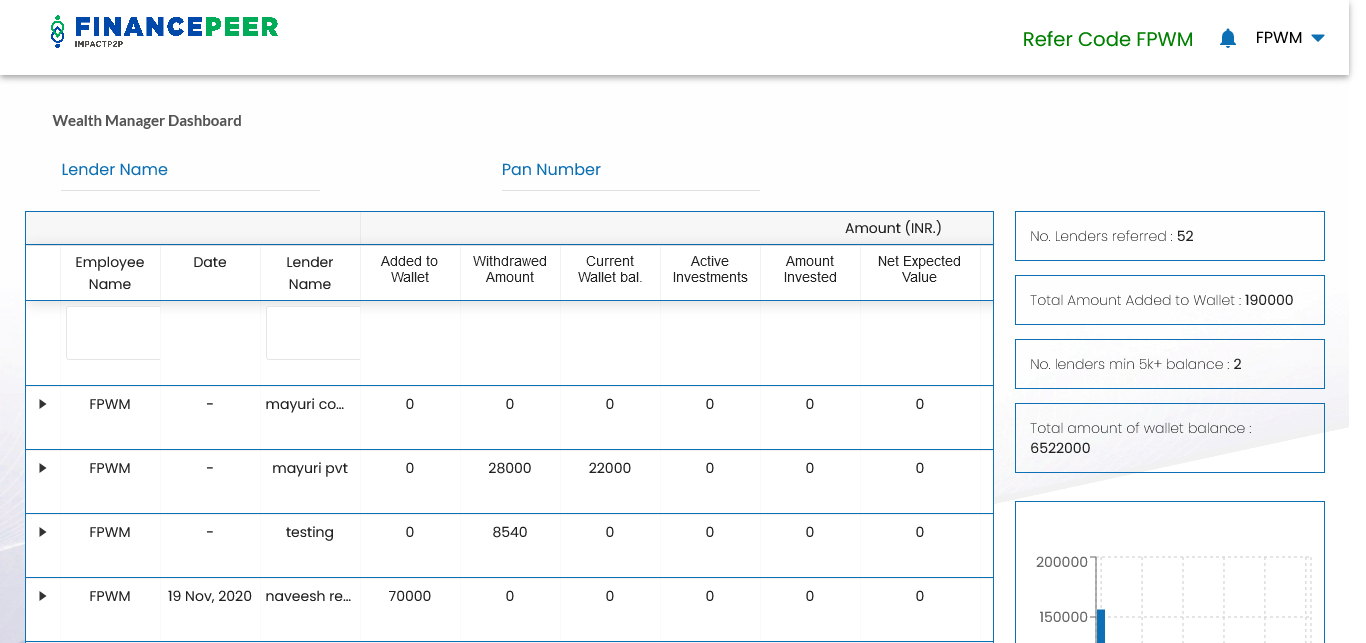 FINANCEPEER
IMPACTP2P
Refer Code FPWM
FPWM
Wealth Manager Dashboard
Lender Name
Pan Number
Amount (INR.)
Employee Name
Date
Lender Name
Added to Wallet
Withdrawed Amount
Current Wallet bal.
Active Investments
Amount Invested
Net Expected Value
FPWM - mayuri co... 0 0 0 0 0 0
FPWM - mayuri pvt 0 28000 22000 0 0 0
FPWM - testing 0 8540 0 0 0 0
FPWM 19 Nov, 2020 naveesh re... 70000 0 0 0 0 0
No. Lenders referred : 52
Total Amount Added to Wallet : 190000
No. lenders min 5k+ balance : 2
Total amount of wallet balance :
6522000
200000
150000